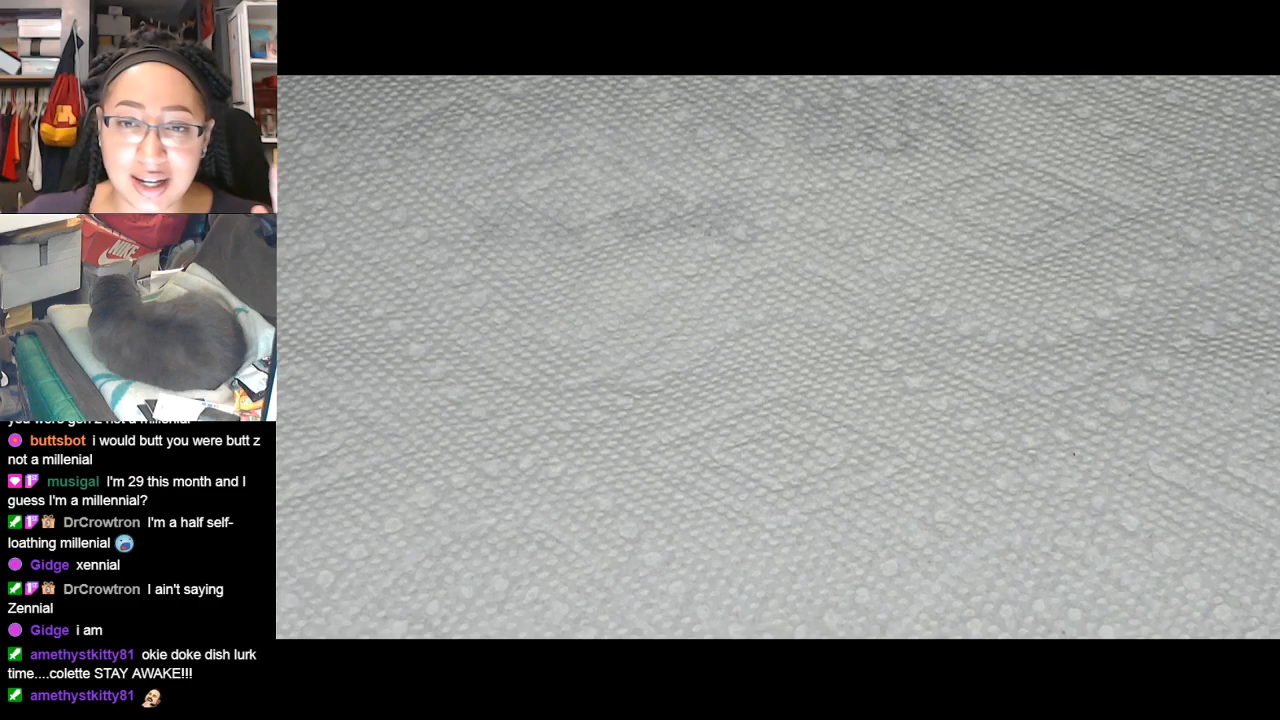 NIKE
buttsbot i would butt you were butt z
not a millenial
musigal I'm 29 this month and I
guess I'm a millennial?
DrCrowtron I'm a half self-
loathing millenial
Gidge xennial
DrCrowtron I ain't saying
Zennial
Gidge i am
amethystkitty81 okie doke dish lurk
time....colette STAY AWAKE!!!
amethystkitty81